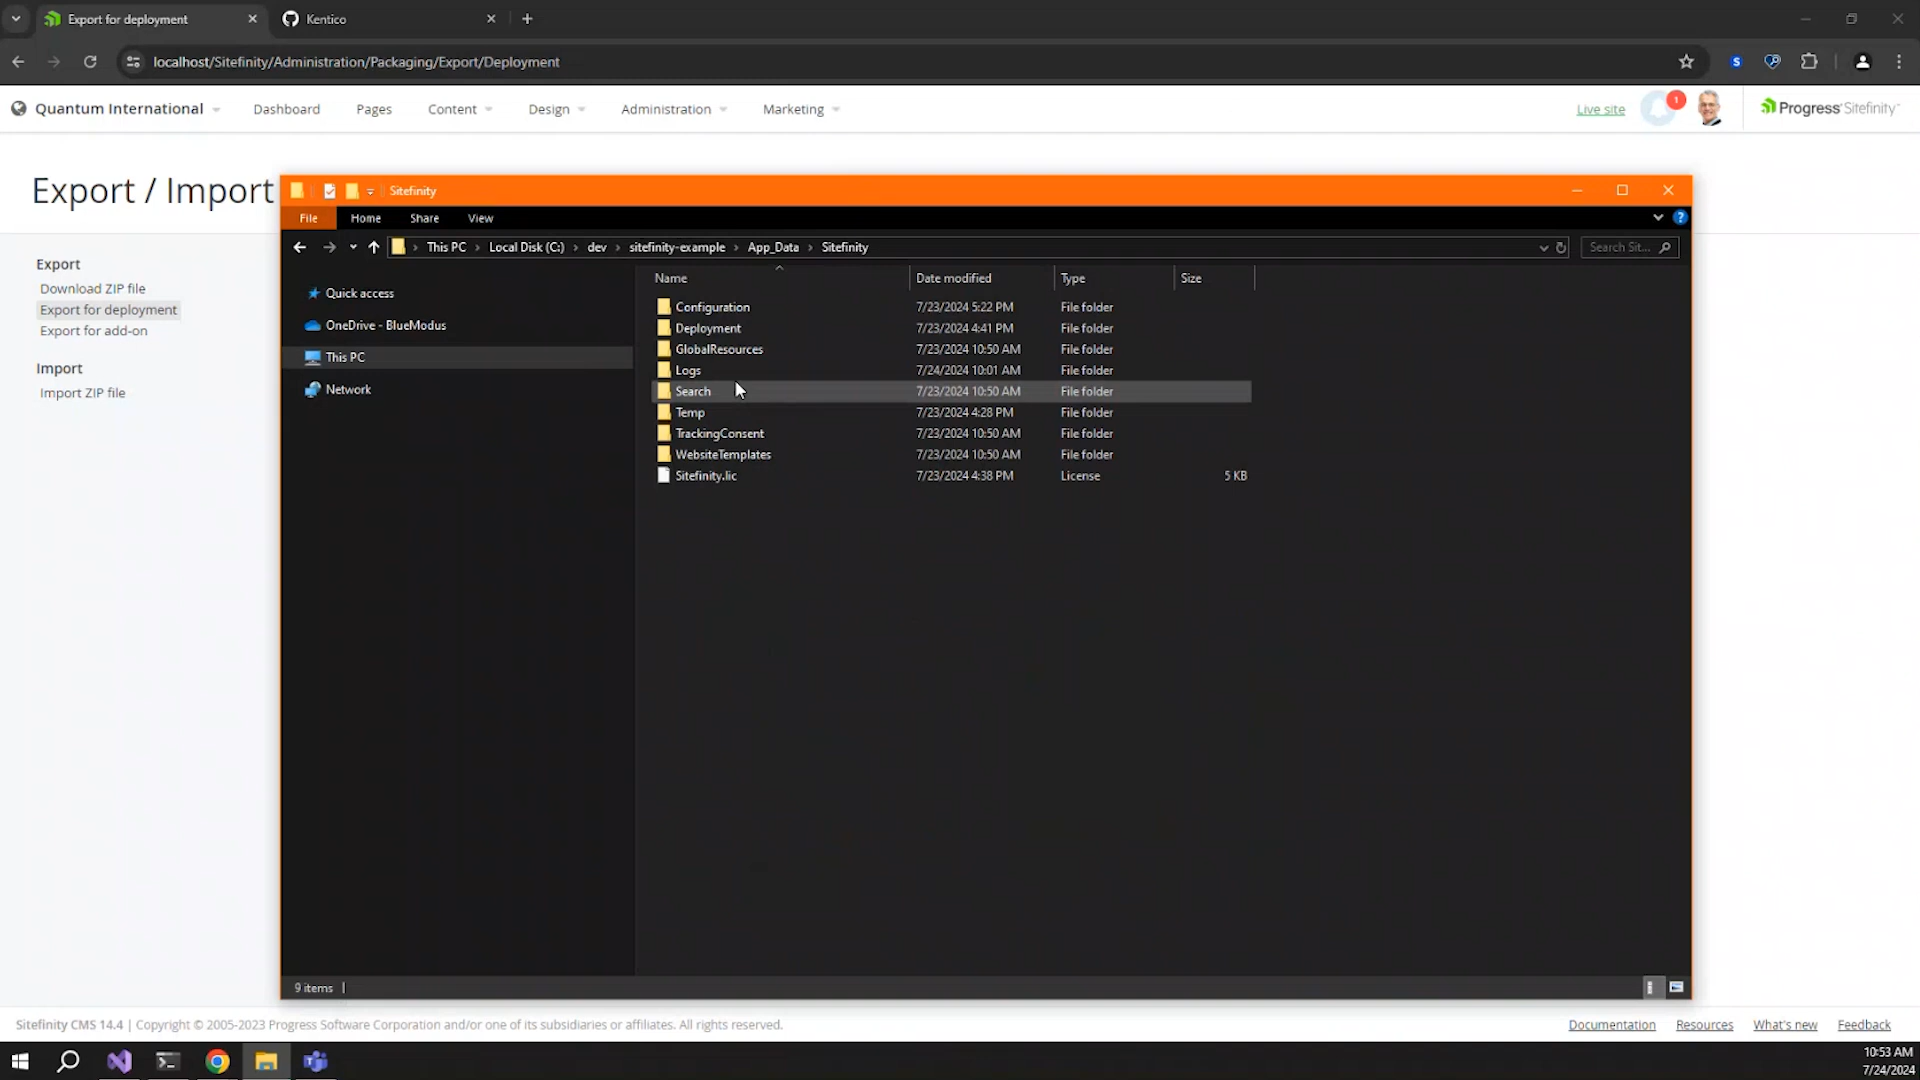 Export for deployment
Kentico
localhost/Sitefinity/Administration/Packaging/Export/Deployment
S
Quantum International
Dashboard
Pages
Content
Design
Administration
Marketing
Live site
1
Progress Sitefinity
Export / Import
Export
Download ZIP file
Export for deployment
Export for add-on
Import
Import ZIP file
Sitefinity
File Home Share View
?
This PC Local Disk (C:) dev sitefinity-example App_Data Sitefinity
Search Sit...
Quick access
OneDrive - BlueModus
This PC
Network
Name Date modified Type Size
Configuration 7/23/2024 5:22 PM File folder
Deployment 7/23/2024 4:41 PM File folder
GlobalResources 7/23/2024 10:50 AM File folder
Logs 7/24/2024 10:01 AM File folder
Search 7/23/2024 10:50 AM File folder
Temp 7/23/2024 4:28 PM File folder
TrackingConsent 7/23/2024 10:50 AM File folder
WebsiteTemplates 7/23/2024 10:50 AM File folder
Sitefinity.lic 7/23/2024 4:38 PM License 5 KB
9 items
Sitefinity CMS 14.4 | Copyright © 2005-2023 Progress Software Corporation and/or one of its subsidiaries or affiliates. All rights reserved.
Documentation Resources What's new Feedback
10:53 AM
7/24/2024